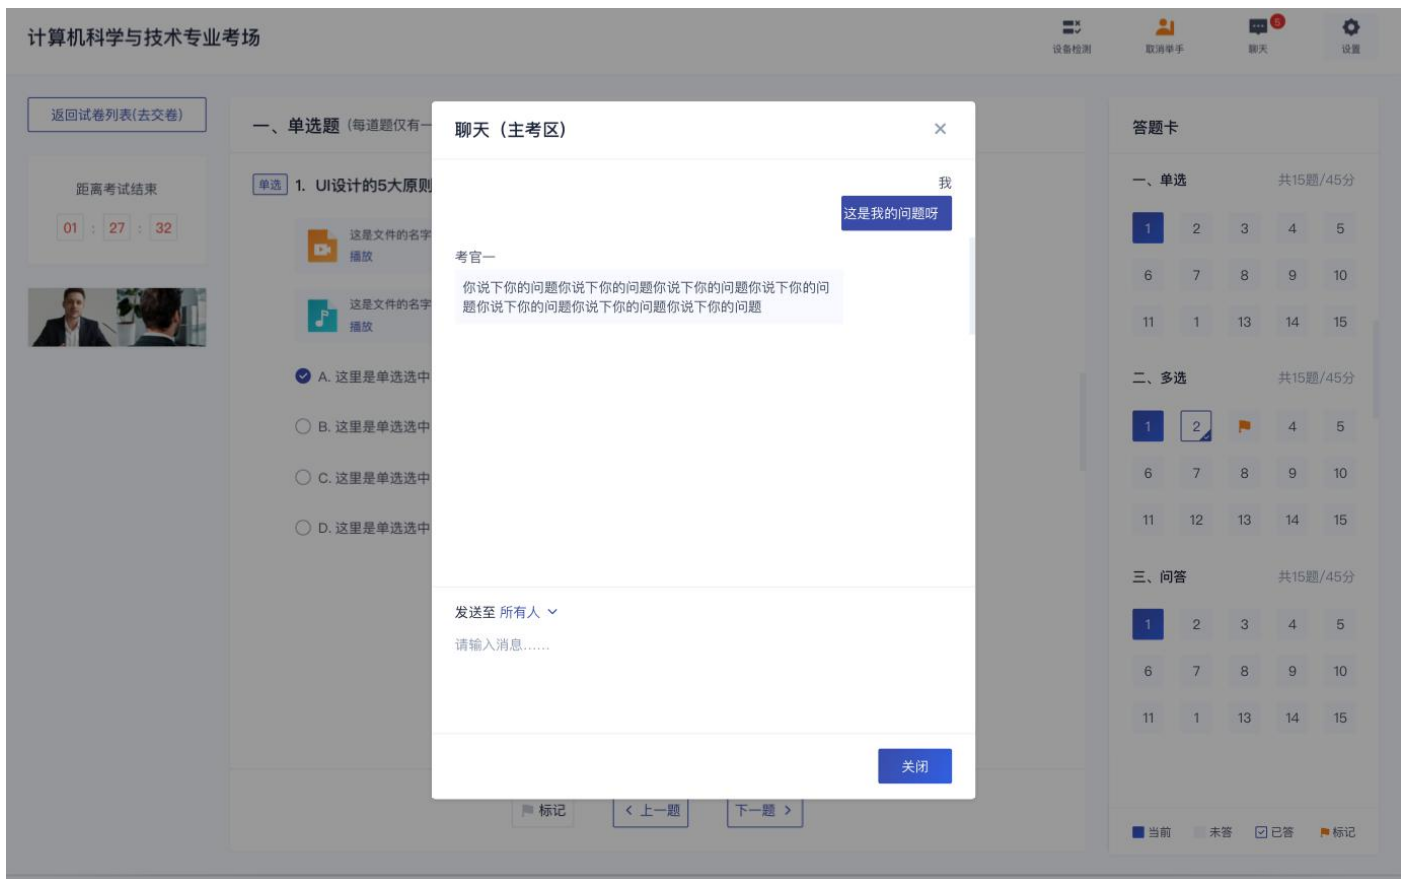 计算机科学与技术专业考场
设备检测
取消举手
聊天
5
设置
返回试卷列表(去交卷)
距离考试结束
01 : 27 : 32
一、单选题 (每道题仅有一
单选 1. UI设计的5大原则
这是文件的名字
播放
这是文件的名字
播放
A. 这里是单选选中
B. 这里是单选选中
C. 这里是单选选中
D. 这里是单选选中
标记
上一题
下一题
聊天（主考区）
我
这是我的问题呀
考官一
你说下你的问题你说下你的问题你说下你的问题你说下你的问
题你说下你的问题你说下你的问题你说下你的问题
发送至 所有人
请输入消息……
关闭
答题卡
一、单选 共15题/45分
1 2 3 4 5
6 7 8 9 10
11 1 13 14 15
二、多选 共15题/45分
1 2 4 5
6 7 8 9 10
11 12 13 14 15
三、问答 共15题/45分
1 2 3 4 5
6 7 8 9 10
11 1 13 14 15
当前 未答 已答 标记